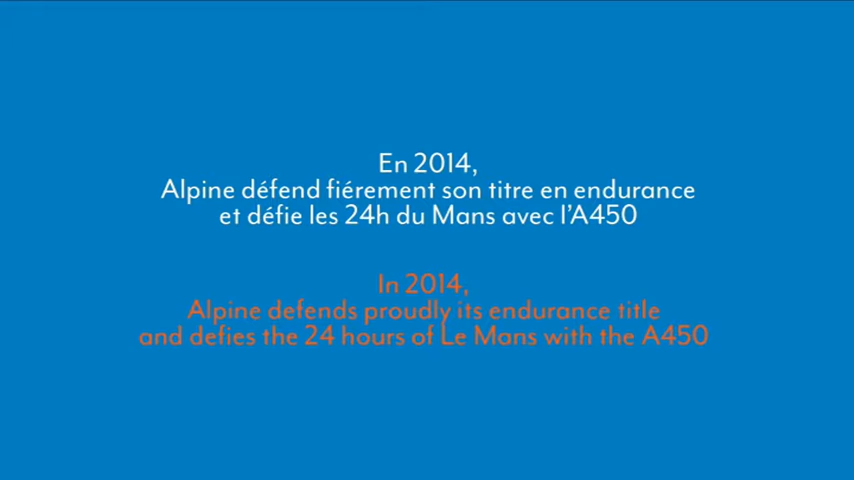 En 2014,
Alpine défend fiérement son titre en endurance
et défie les 24h du Mans avec l'A450
In 2014,
Alpine defends proudly its endurance title
and defies the 24 hours of Le Mans with the A450